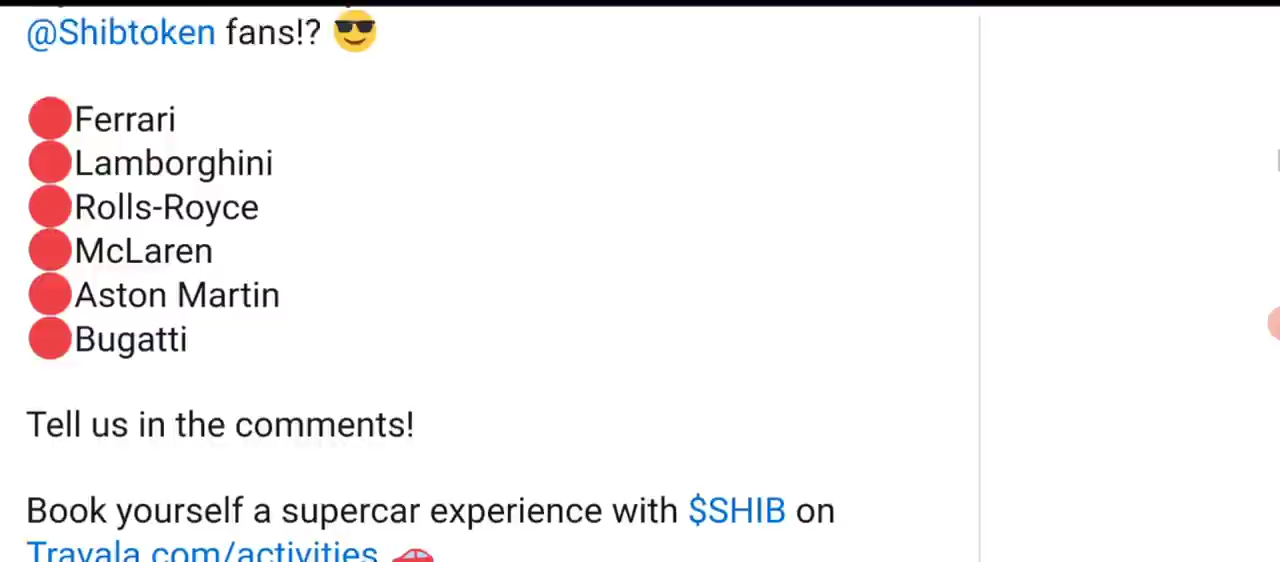 @Shibtoken fans!? 😎
🔴Ferrari
🔴Lamborghini
🔴Rolls-Royce
🔴McLaren
🔴Aston Martin
🔴Bugatti
Tell us in the comments!
Book yourself a supercar experience with $SHIB on
Travala.com/activities 🚗